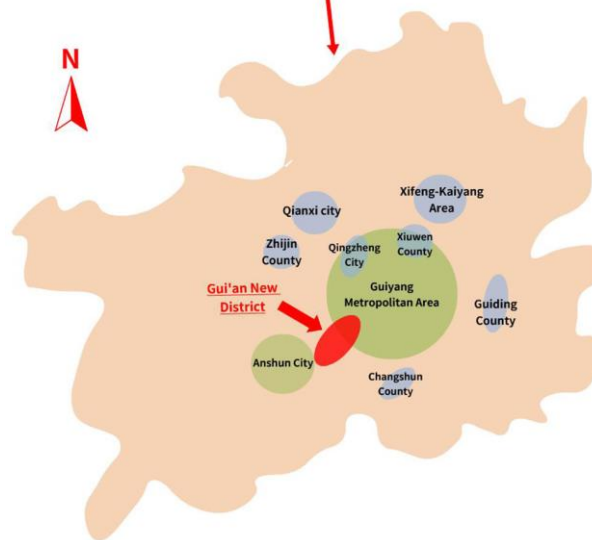 N
Xifeng-Kaiyang
Area
Qianxi city
Zhijin
County
Qingzheng
City
Xiuwen
County
Gui'an New
District
Guiyang
Metropolitan Area
Guiding
County
Anshun City
Changshun
County